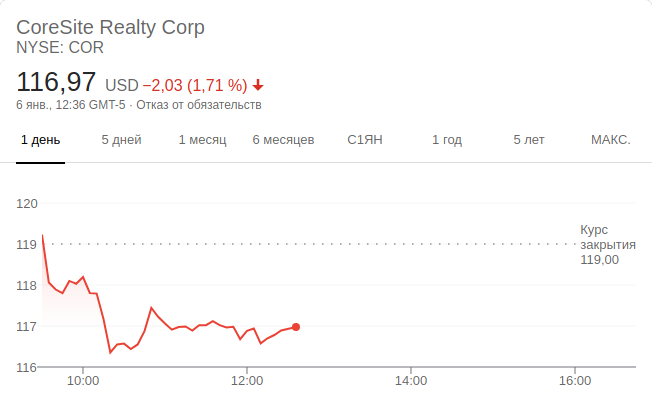 CoreSite Realty Corp
NYSE: COR
116,97 USD −2,03 (1,71 %)
6 янв., 12:36 GMT-5 · Отказ от обязательств
1 день 5 дней 1 месяц 6 месяцев С1ЯН 1 год 5 лет МАКС.
120
Курс
119 закрытия
119,00
118
117
116
10:00 12:00 14:00 16:00